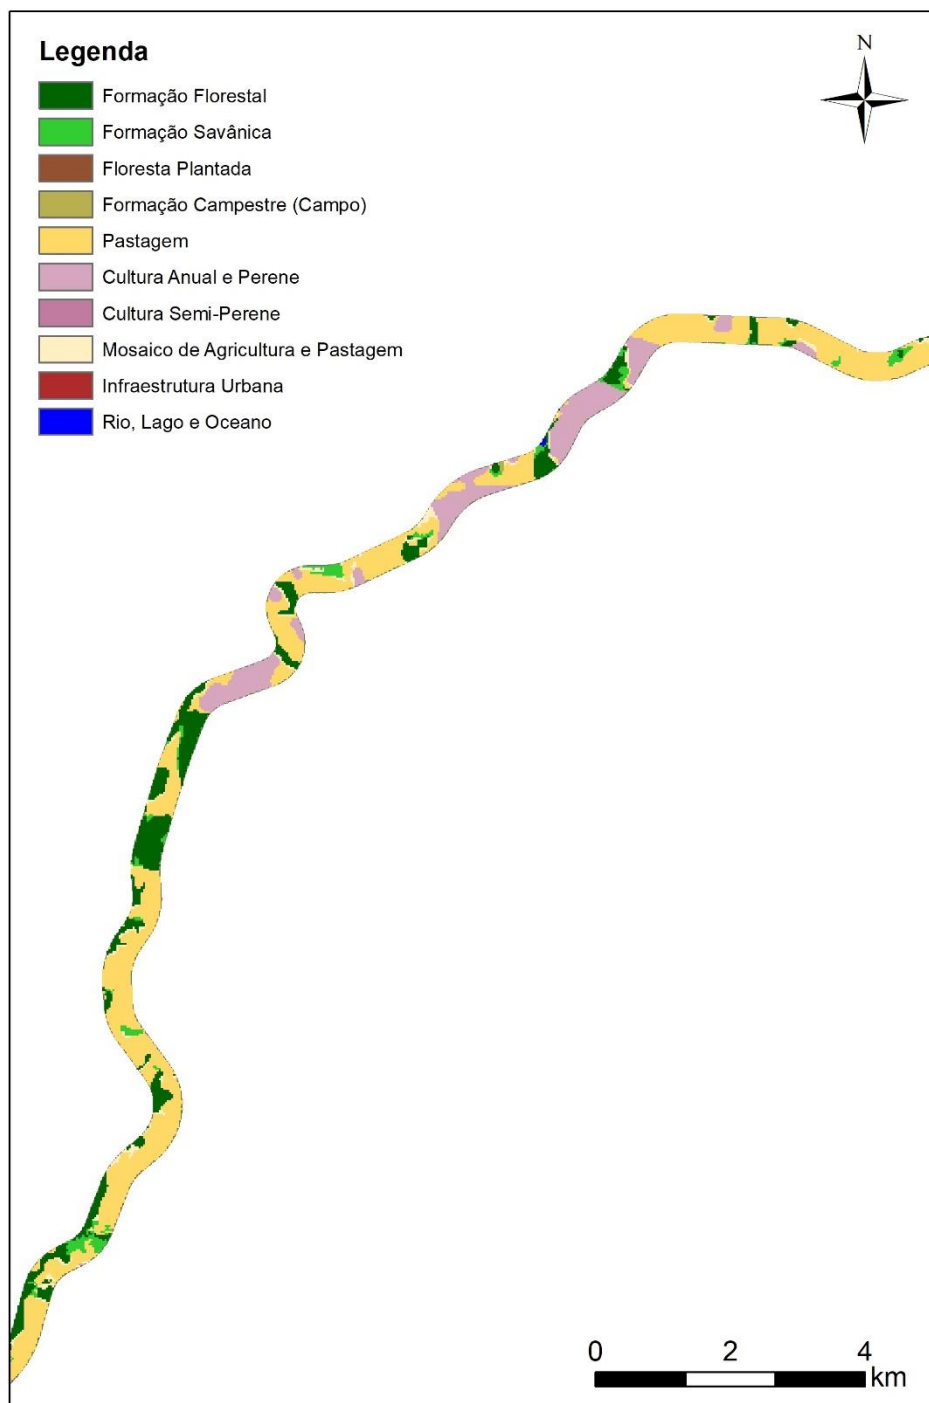 Legenda
N
Formação Florestal
Formação Savânica
Floresta Plantada
Formação Campestre (Campo)
Pastagem
Cultura Anual e Perene
Cultura Semi-Perene
Mosaico de Agricultura e Pastagem
Infraestrutura Urbana
Rio, Lago e Oceano
0 2 4
km